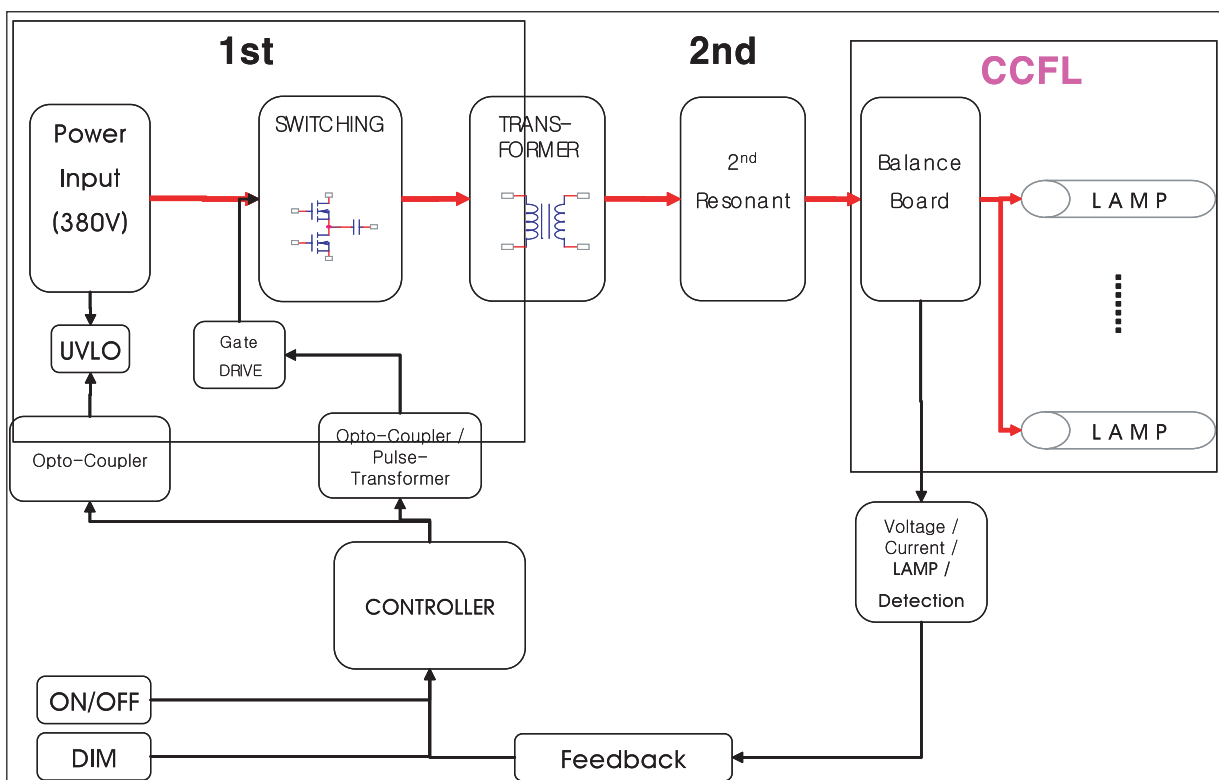 1st
2nd
CCFL
Power
Input
(380V)
SWITCHING
TRANS-
FORMER
2nd
Resonant
Balance
Board
LAMP
LAMP
UVLO
Gate
DRIVE
Opto-Coupler
Opto-Coupler /
Pulse-
Transformer
CONTROLLER
Voltage /
Current /
LAMP /
Detection
ON/OFF
DIM
Feedback